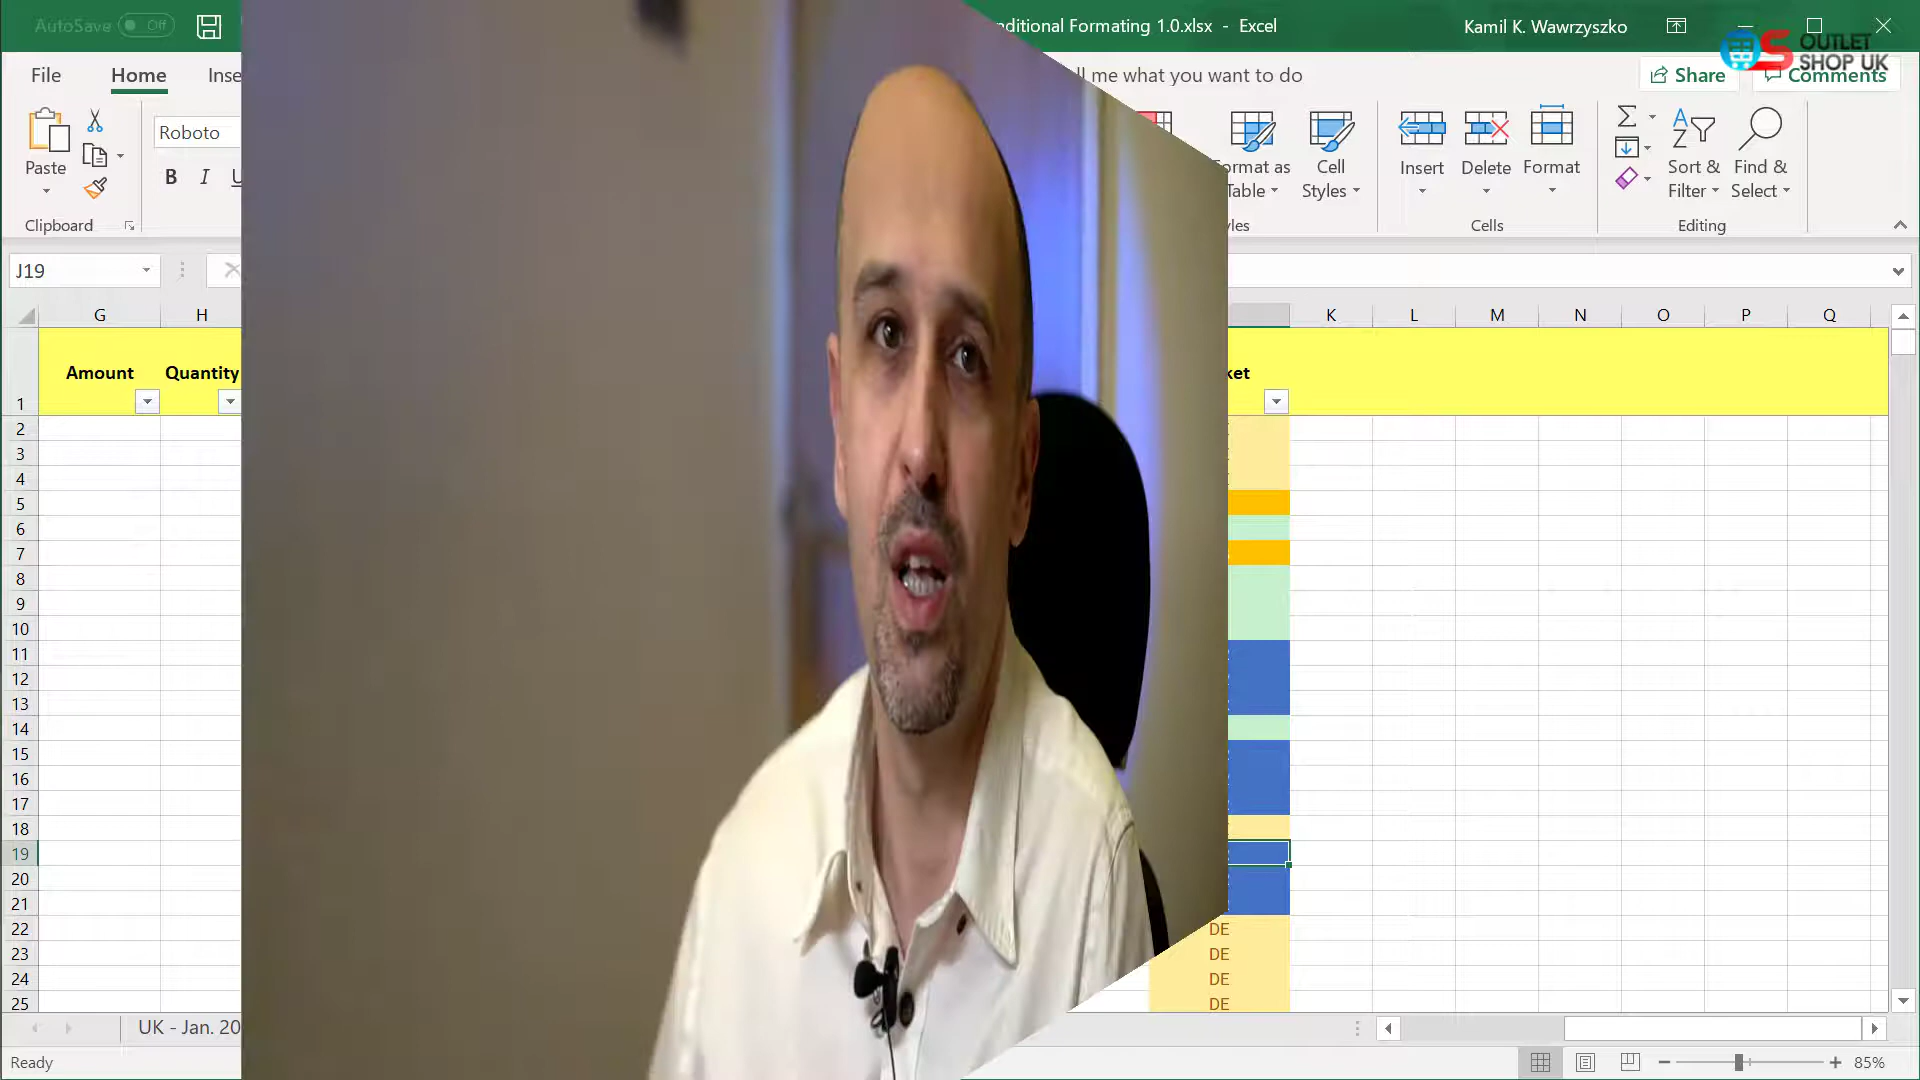 AutoSave Off
nditional Formating 1.0.xlsx - Excel
Kamil K. Wawrzyszko
OUTLET
SHOP UK
File Home Inse
ll me what you want to do
Share Comments
Paste
Roboto
B I U
Clipboard
ormat as
Table
Cell
Styles
yles
Insert
Delete
Format
Cells
Sort &
Filter
Find &
Select
Editing
J19
G H K L M N O P Q
Amount Quantity ket
1
2
3
4
5
6
7
8
9
10
11
12
13
14
15
16
17
18
19
20
21
22 DE
23 DE
24 DE
25 DE
UK - Jan. 20
Ready
85%